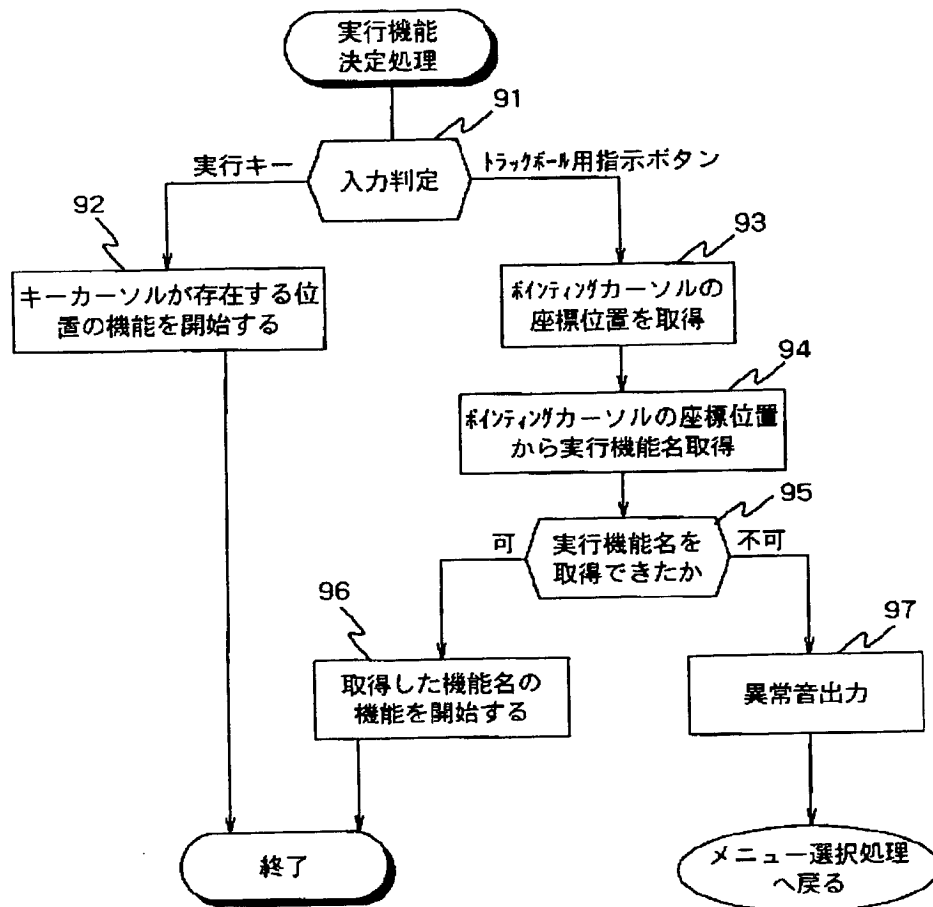 実行機能
決定処理
91
実行キー
入力判定
トラックボール用指示ボタン
92
93
キーカーソルが存在する位
置の機能を開始する
ポインティングカーソルの
座標位置を取得
94
ポインティングカーソルの座標位置
から実行機能名取得
95
可
実行機能名を
取得できたか
不可
96
97
取得した機能名の
機能を開始する
異常音出力
終了
メニュー選択処理
へ戻る